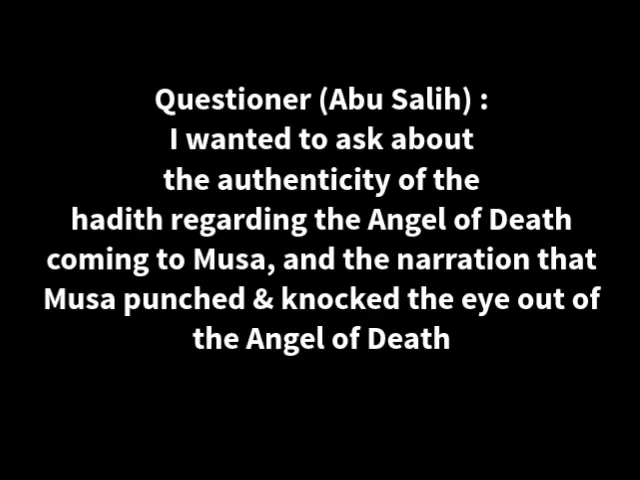 Questioner (Abu Salih) :
I wanted to ask about
the authenticity of the
hadith regarding the Angel of Death
coming to Musa, and the narration that
Musa punched & knocked the eye out of
the Angel of Death